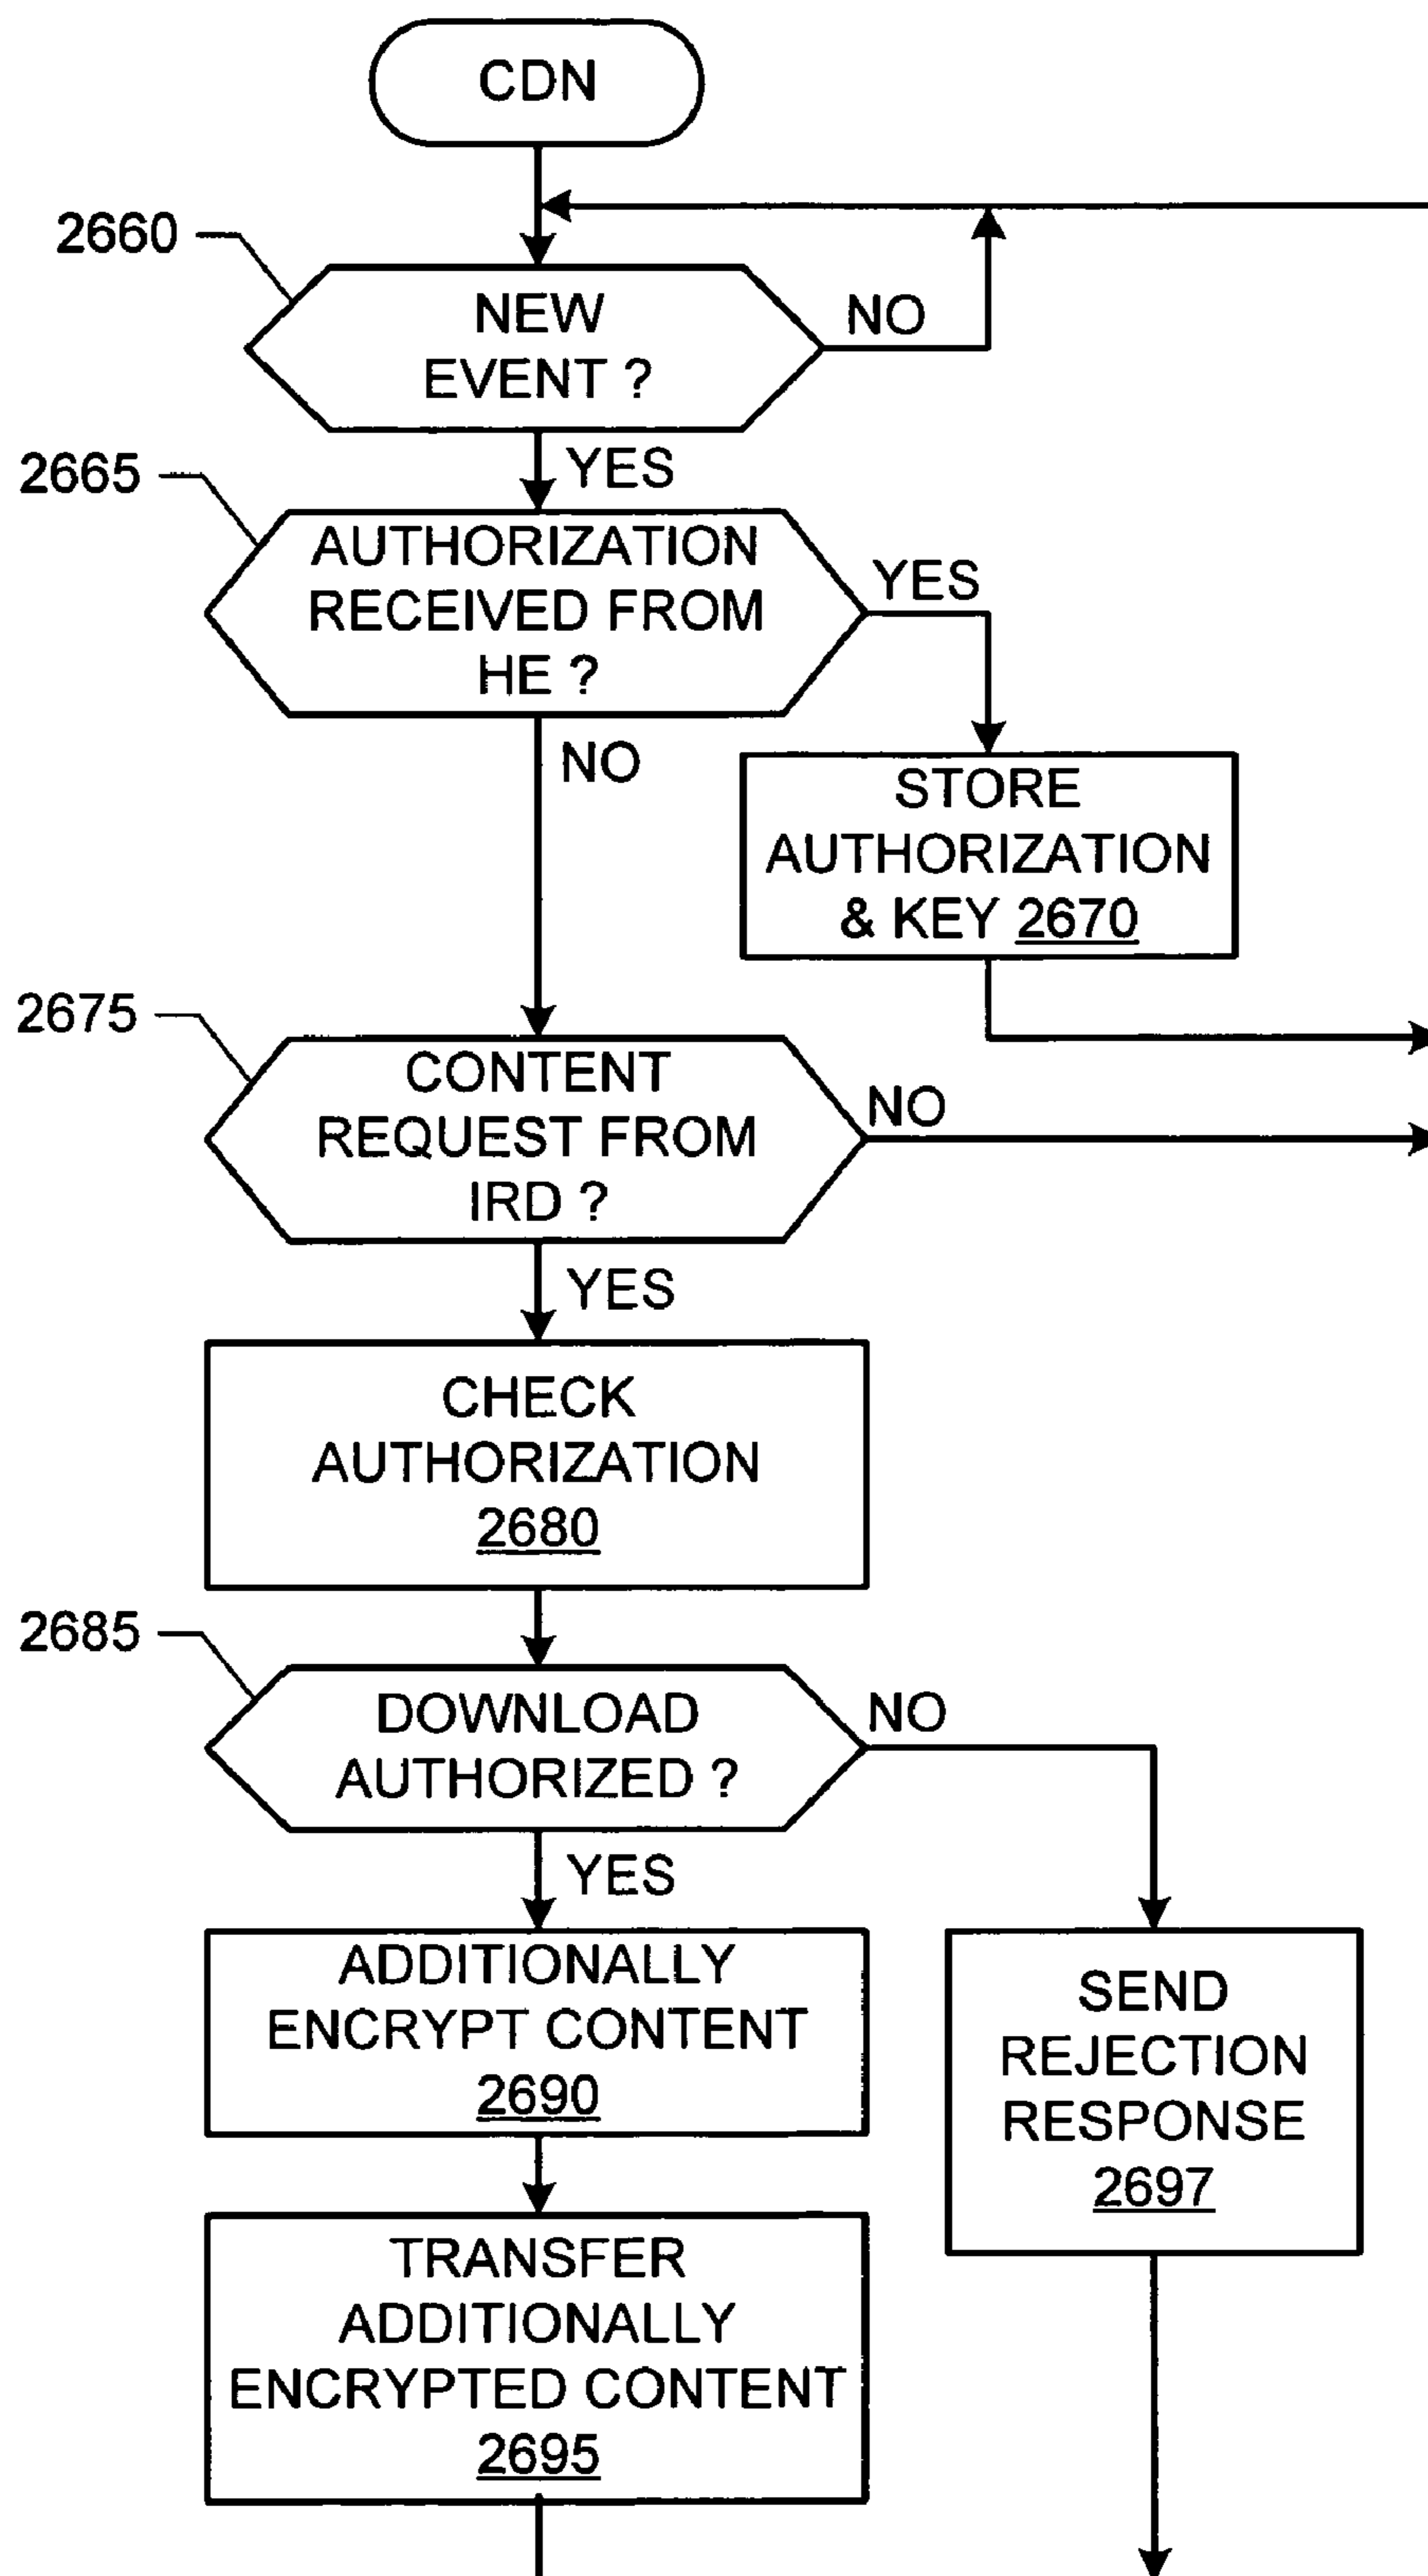 CDN
2660
NEW
EVENT ?
NO
YES
2665
AUTHORIZATION
RECEIVED FROM
HE ?
YES
NO
STORE
AUTHORIZATION
& KEY 2670
2675
CONTENT
REQUEST FROM
IRD ?
NO
YES
CHECK
AUTHORIZATION
2680
2685
DOWNLOAD
AUTHORIZED ?
NO
YES
ADDITIONALLY
ENCRYPT CONTENT
2690
SEND
REJECTION
RESPONSE
2697
TRANSFER
ADDITIONALLY
ENCRYPTED CONTENT
2695